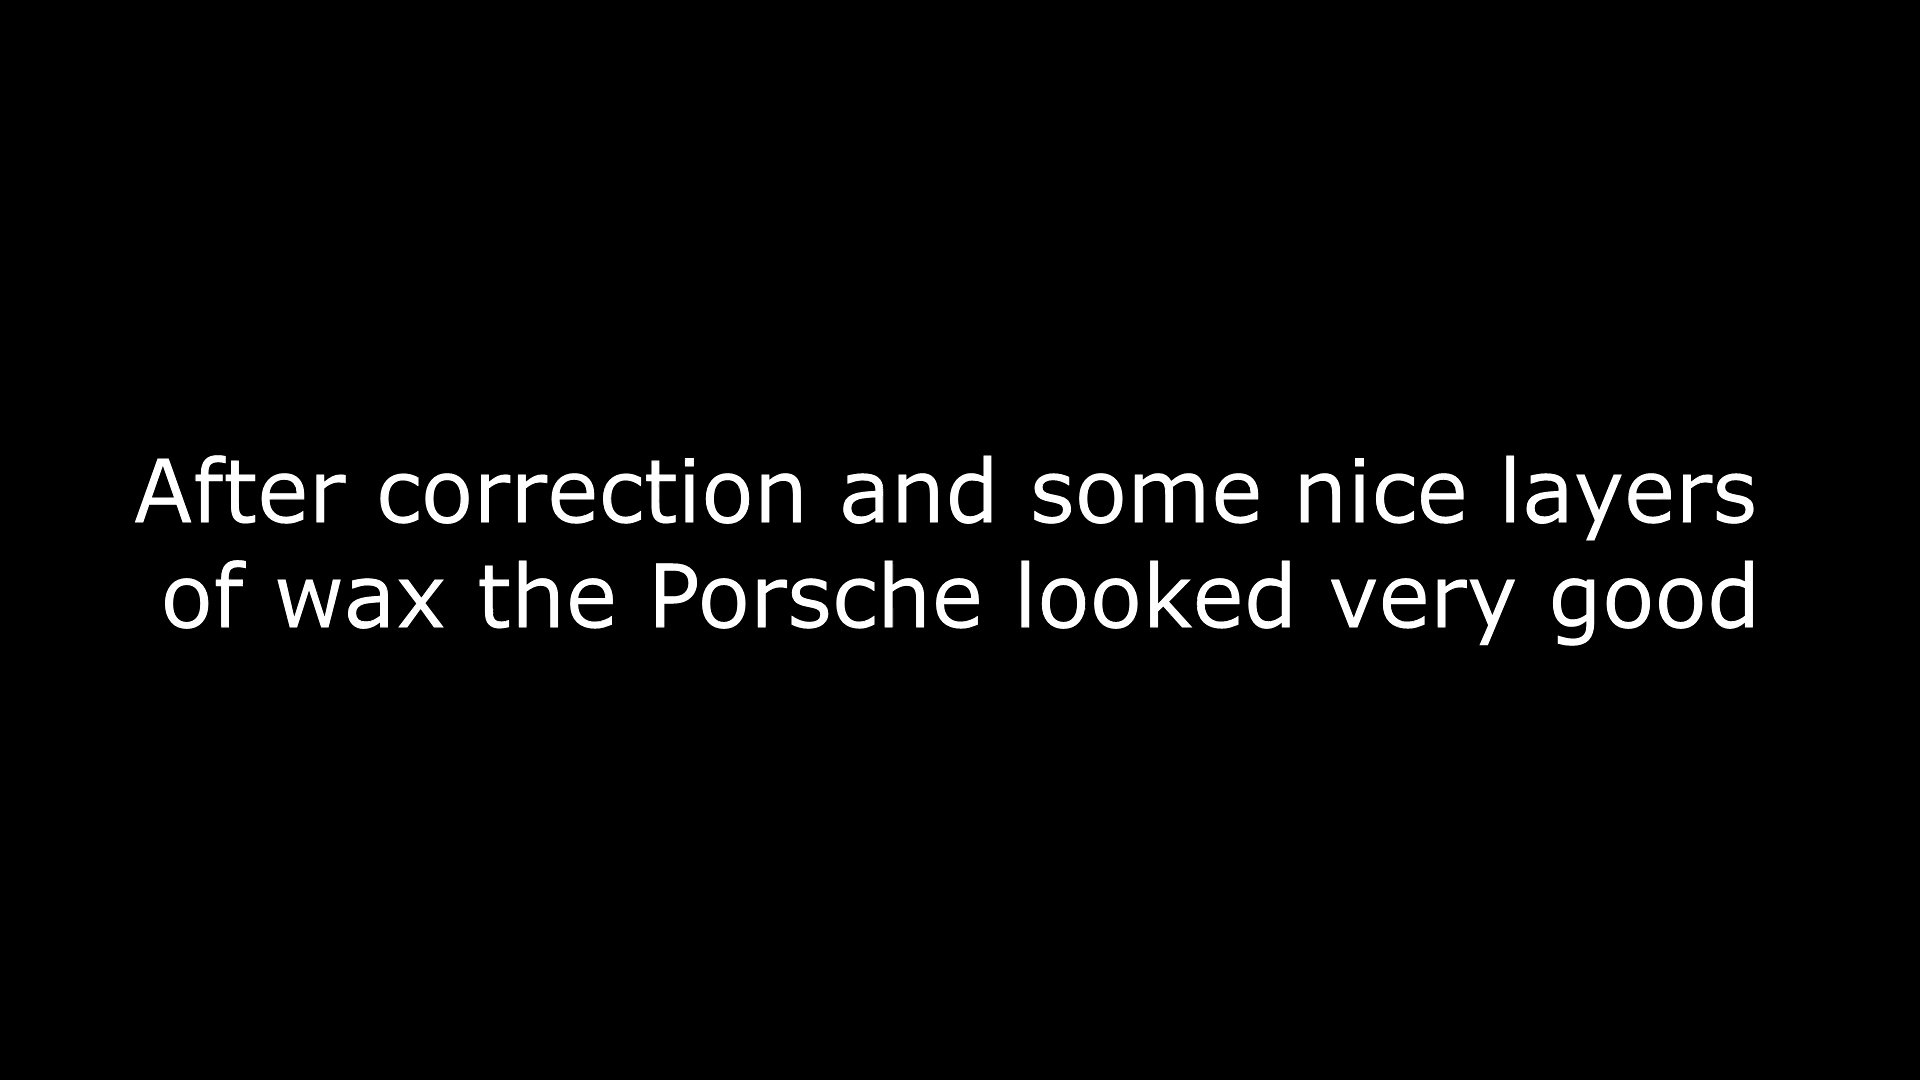 After correction and some nice layers
of wax the Porsche looked very good